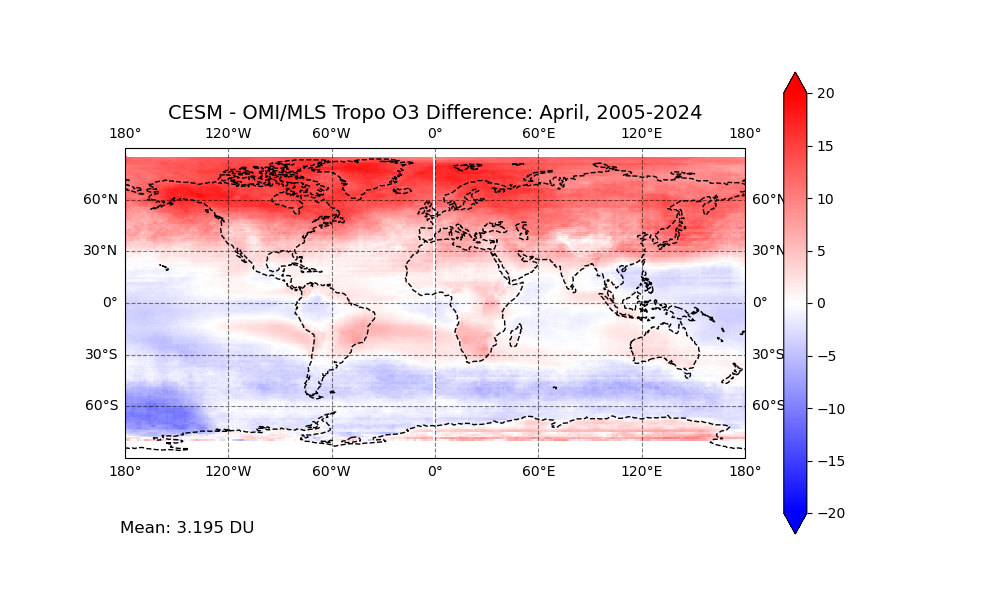 CESM - OMI/MLS Tropo O3 Difference: April, 2005-2024
180° 120°W 60°W 0° 60°E 120°E 180°
60°N 60°N
30°N 30°N
0° 0°
30°S 30°S
60°S 60°S
180° 120°W 60°W 0° 60°E 120°E 180°
20
15
10
5
0
−5
−10
−15
−20
Mean: 3.195 DU